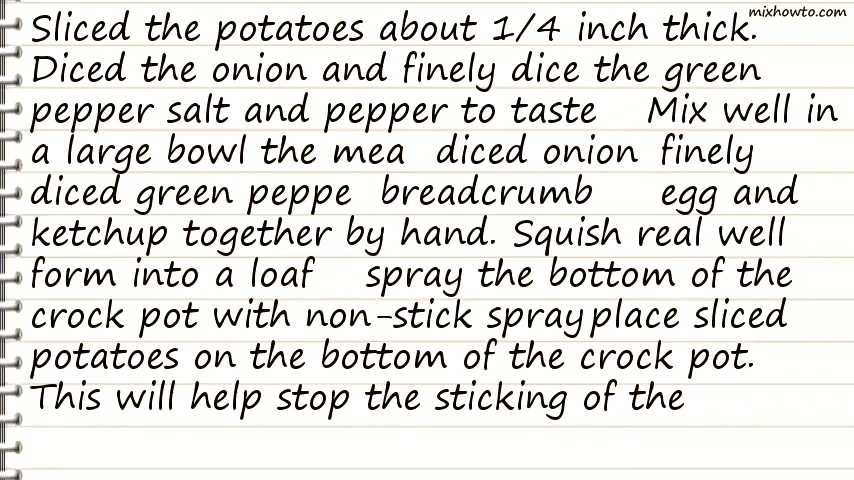 mixhowto.com
Sliced the potatoes about 1/4 inch thick.
Diced the onion and finely dice the green
pepper salt and pepper to taste Mix well in
a large bowl the mea diced onion finely
diced green peppe breadcrumb egg and
ketchup together by hand. Squish real well
form into a loaf spray the bottom of the
crock pot with non-stick spray place sliced
potatoes on the bottom of the crock pot.
This will help stop the sticking of the